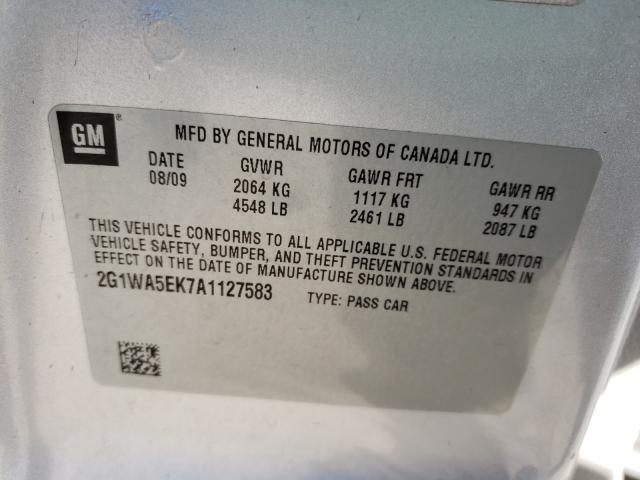 GM®
MFD BY GENERAL MOTORS OF CANADA LTD.
DATE GVWR GAWR FRT GAWR RR
08/09 2064 KG 1117 KG 947 KG
4548 LB 2461 LB 2087 LB
THIS VEHICLE CONFORMS TO ALL APPLICABLE U.S. FEDERAL MOTOR
VEHICLE SAFETY, BUMPER, AND THEFT PREVENTION STANDARDS IN
EFFECT ON THE DATE OF MANUFACTURE SHOWN ABOVE.
2G1WA5EK7A1127583 TYPE: PASS CAR